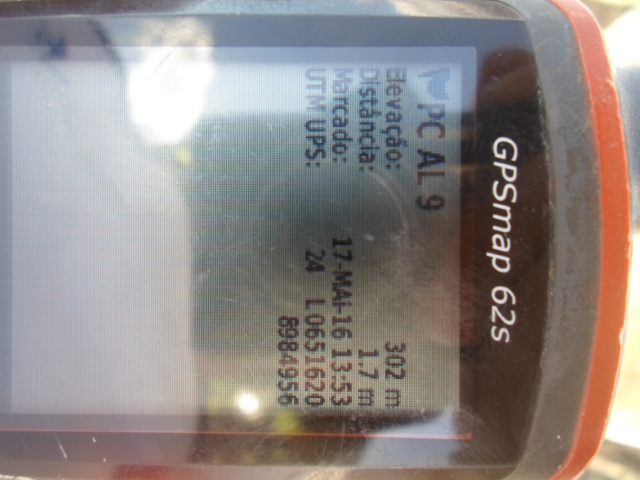 GPSmap 62s
PC AL 9
Elevação: 302 m
Distância: 1.7 m
Marcado: 17-MAI-16 13:53
UTM UPS: 24 L 0651620
8984956